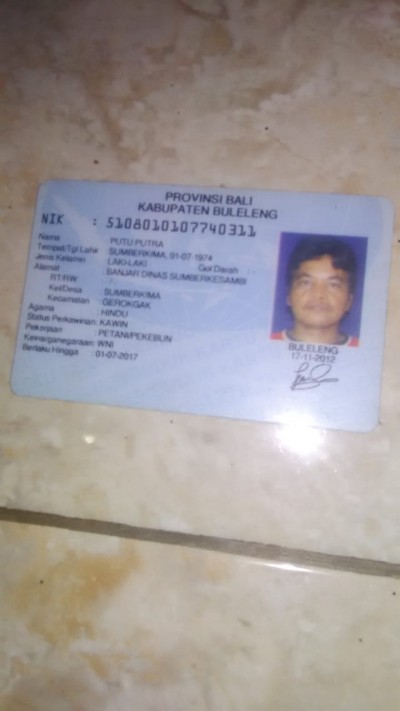 PROVINSI BALI
KABUPATEN BULELENG
NIK : 5108010107740311
Nama : PUTU PUTRA
Tempat/Tgl Lahir : SUMBERKIMA, 01-07-1974
Jenis Kelamin : LAKI-LAKI Gol Darah : -
Alamat : BANJAR DINAS SUMBERKESAMBI
RT/RW : /
Kel/Desa : SUMBERKIMA
Kecamatan : GEROKGAK
Agama : HINDU
Status Perkawinan: KAWIN
Pekerjaan : PETANI/PEKEBUN
Kewarganegaraan: WNI
Berlaku Hingga : 01-07-2017
BULELENG
17-11-2012